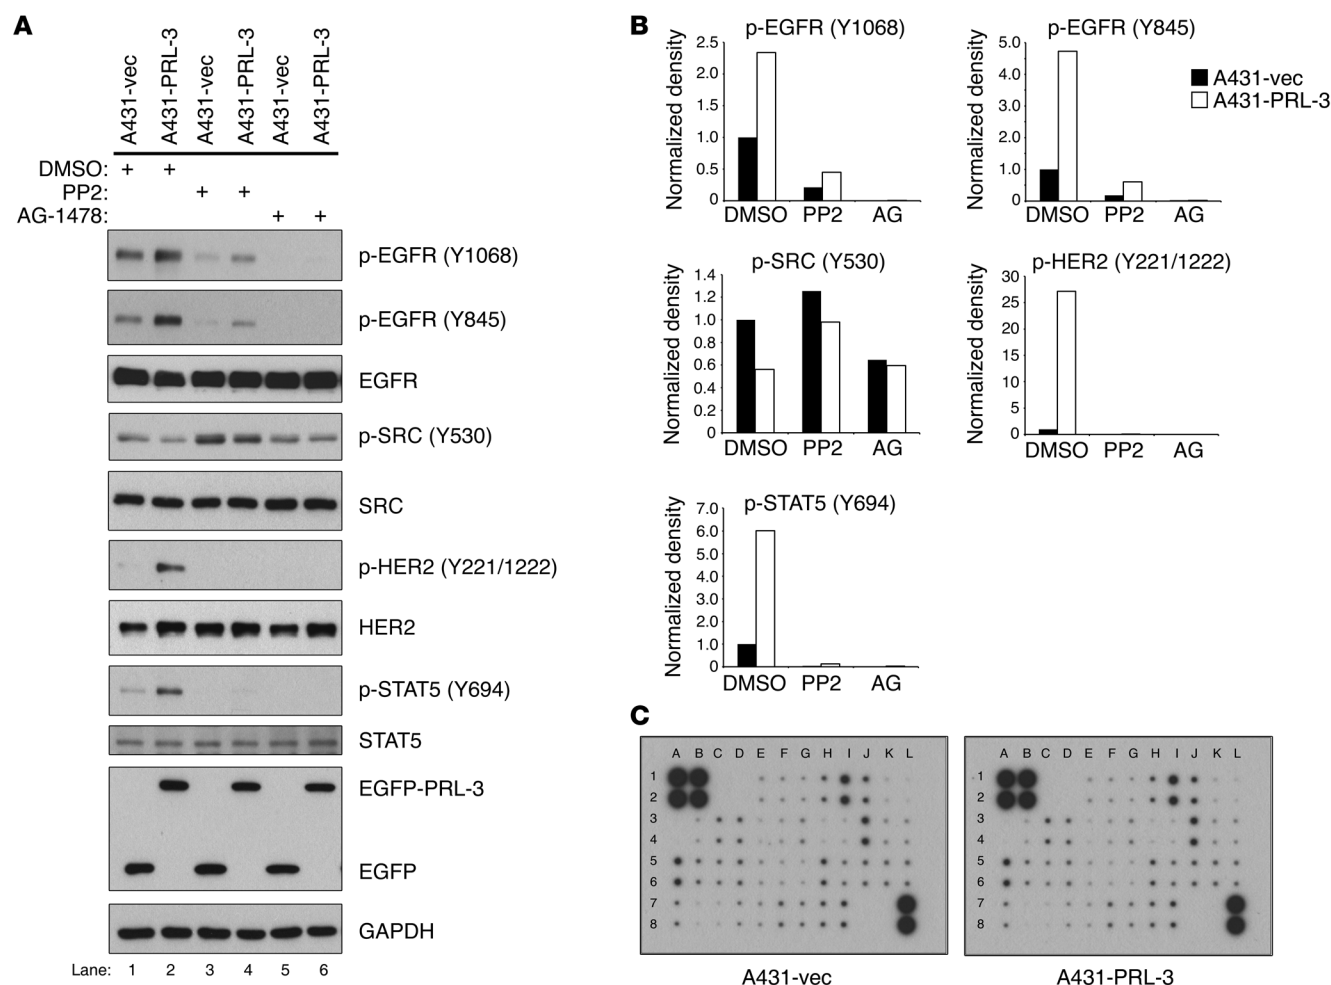 A
A431-vec
A431-PRL-3
A431-vec
A431-PRL-3
A431-vec
A431-PRL-3
DMSO: + +
PP2: + +
AG-1478: + +
p-EGFR (Y1068)
p-EGFR (Y845)
EGFR
p-SRC (Y530)
SRC
p-HER2 (Y221/1222)
HER2
p-STAT5 (Y694)
STAT5
EGFP-PRL-3
EGFP
GAPDH
Lane: 1 2 3 4 5 6
B
p-EGFR (Y1068)
Normalized density
2.5
2.0
1.5
1.0
0.5
0
DMSO PP2 AG
p-EGFR (Y845)
Normalized density
5.0
4.0
3.0
2.0
1.0
0
DMSO PP2 AG
A431-vec
A431-PRL-3
p-SRC (Y530)
Normalized density
1.4
1.2
1.0
0.8
0.6
0.4
0.2
0
DMSO PP2 AG
p-HER2 (Y221/1222)
Normalized density
30
25
20
15
10
5
0
DMSO PP2 AG
p-STAT5 (Y694)
Normalized density
7.0
6.0
5.0
4.0
3.0
2.0
1.0
0
DMSO PP2 AG
C
A B C D E F G H I J K L
1
2
3
4
5
6
7
8
A431-vec
A B C D E F G H I J K L
1
2
3
4
5
6
7
8
A431-PRL-3